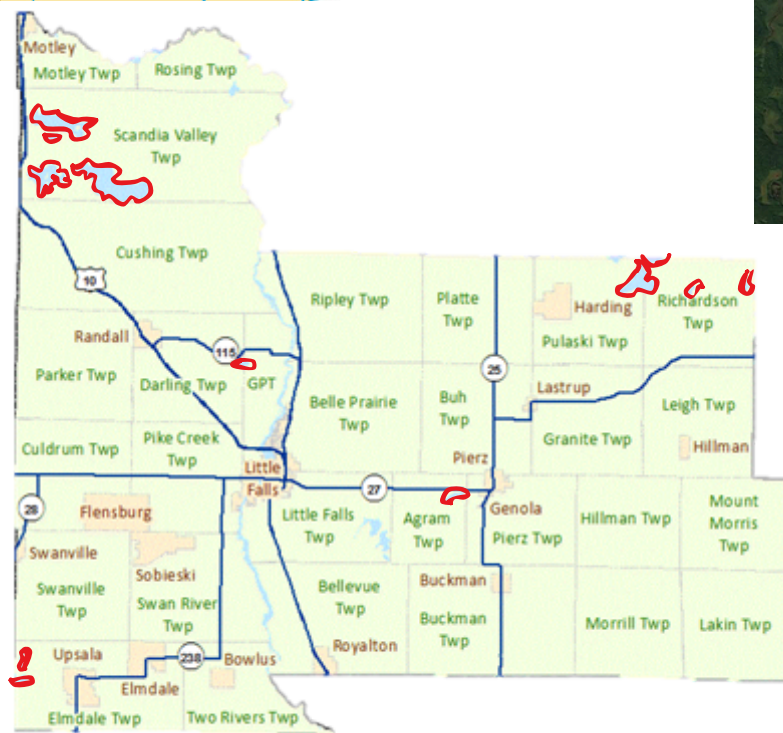 Motley
Motley Twp
Rosing Twp
Scandia Valley
Twp
Cushing Twp
10
Ripley Twp
Platte
Twp
Harding
Richardson
Twp
Randall
115
Pulaski Twp
Parker Twp
Darling Twp
GPT
25
Belle Prairie
Twp
Buh
Twp
Lastrup
Leigh Twp
Culdrum Twp
Pike Creek
Twp
Granite Twp
Hillman
Little
Falls
Pierz
27
28
Flensburg
Little Falls
Twp
Agram
Twp
Genola
Pierz Twp
Hillman Twp
Mount
Morris
Twp
Swanville
Swanville
Twp
Sobieski
Swan River
Twp
Bellevue
Twp
Buckman
Buckman
Twp
Morrill Twp
Lakin Twp
Upsala
238
Bowlus
Royalton
Elmdale
Elmdale Twp
Two Rivers Twp